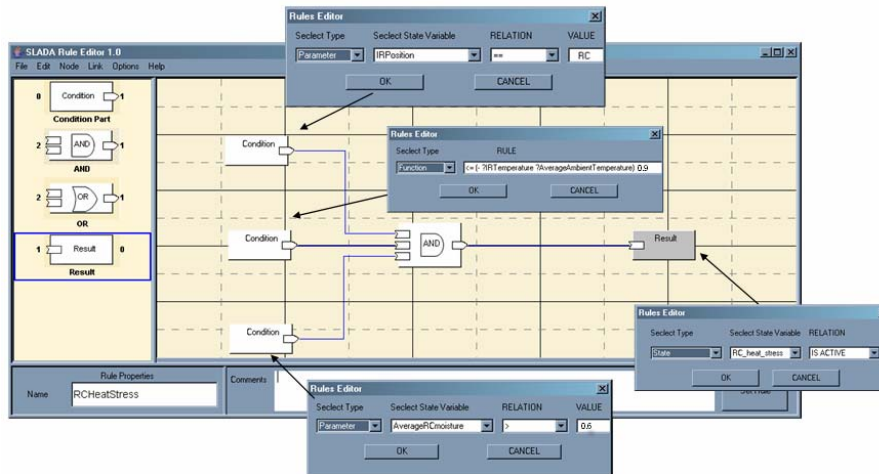 Rules Editor
Seclect Type Seclect State Variable RELATION VALUE
Parameter IRPosition == RC
OK CANCEL
SLADA Rule Editor 1.0
File Edit Node Link Options Help
0 Condition 1
Condition Part
2 AND 1
AND
2 OR 1
OR
1 Result 0
Result
Condition
Condition
Condition
AND
Result
Rules Editor
Seclect Type RULE
Function <= (- ?IRTemperature ?AverageAmbientTemperature) 0.9
OK CANCEL
Rules Editor
Seclect Type Seclect State Variable RELATION
State RC_heat_stress IS ACTIVE
OK CANCEL
Rule Properties
Name RCHeatStress
Comments
Rules Editor
Seclect Type Seclect State Variable RELATION VALUE
Parameter AverageRCmoisture > 0.6
OK CANCEL